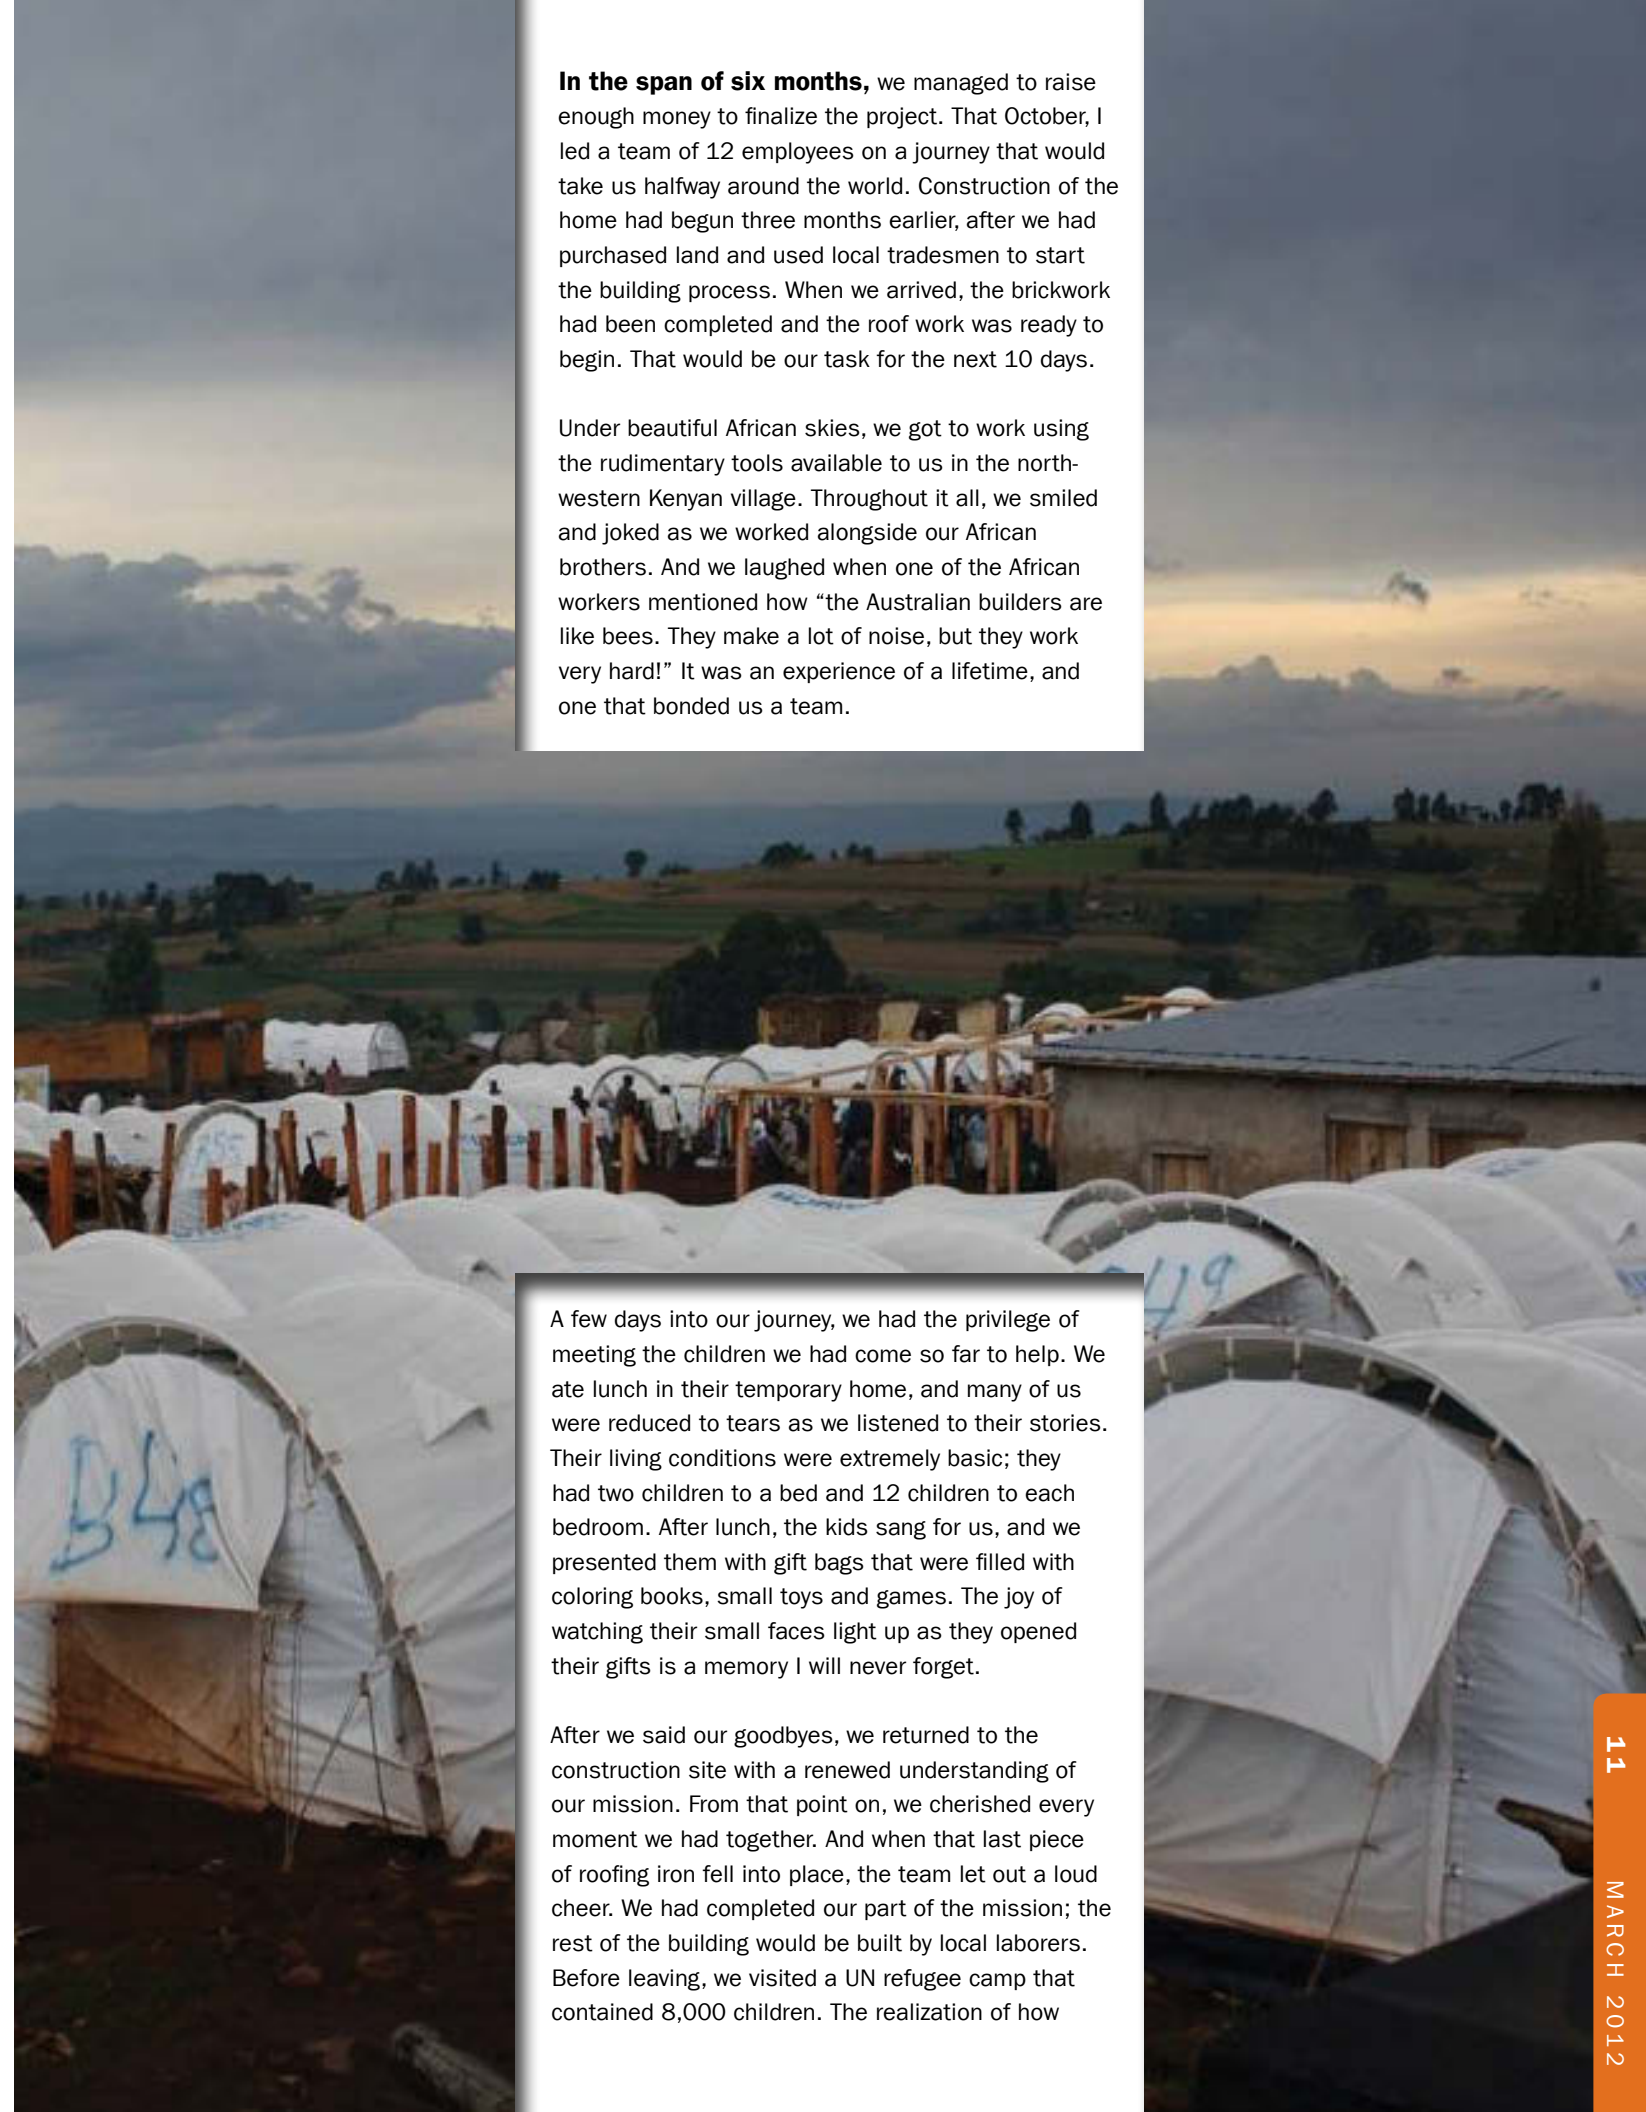 In the span of six months, we managed to raise
enough money to finalize the project. That October, I
led a team of 12 employees on a journey that would
take us halfway around the world. Construction of the
home had begun three months earlier, after we had
purchased land and used local tradesmen to start
the building process. When we arrived, the brickwork
had been completed and the roof work was ready to
begin. That would be our task for the next 10 days.
Under beautiful African skies, we got to work using
the rudimentary tools available to us in the north-
western Kenyan village. Throughout it all, we smiled
and joked as we worked alongside our African
brothers. And we laughed when one of the African
workers mentioned how “the Australian builders are
like bees. They make a lot of noise, but they work
very hard!” It was an experience of a lifetime, and
one that bonded us a team.
A few days into our journey, we had the privilege of
meeting the children we had come so far to help. We
ate lunch in their temporary home, and many of us
were reduced to tears as we listened to their stories.
Their living conditions were extremely basic; they
had two children to a bed and 12 children to each
bedroom. After lunch, the kids sang for us, and we
presented them with gift bags that were filled with
coloring books, small toys and games. The joy of
watching their small faces light up as they opened
their gifts is a memory I will never forget.
After we said our goodbyes, we returned to the
construction site with a renewed understanding of
our mission. From that point on, we cherished every
moment we had together. And when that last piece
of roofing iron fell into place, the team let out a loud
cheer. We had completed our part of the mission; the
rest of the building would be built by local laborers.
Before leaving, we visited a UN refugee camp that
contained 8,000 children. The realization of how
B48
49
11
MARCH 2012